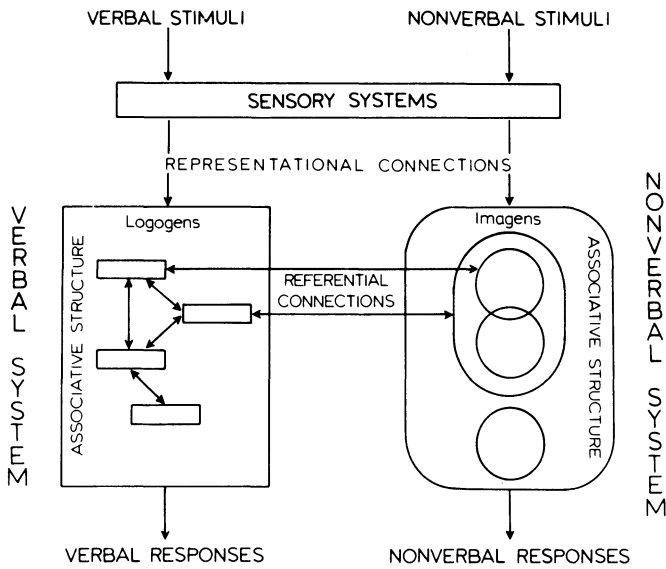 VERBAL STIMULI
NONVERBAL STIMULI
SENSORY SYSTEMS
REPRESENTATIONAL CONNECTIONS
VERBAL SYSTEM
Logogens
ASSOCIATIVE STRUCTURE
REFERENTIAL
CONNECTIONS
Imagens
ASSOCIATIVE STRUCTURE
NONVERBAL SYSTEM
VERBAL RESPONSES
NONVERBAL RESPONSES